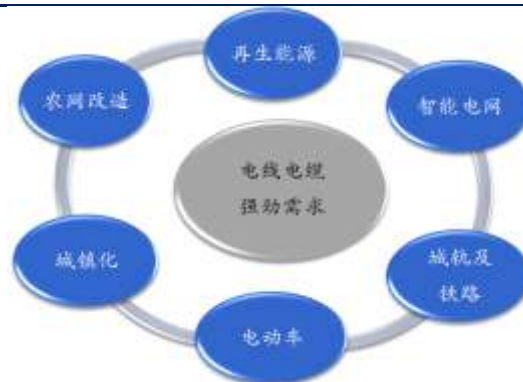 再生能源
农网改造
智能电网
电线电缆
强劲需求
城镇化
城轨及
铁路
电动车